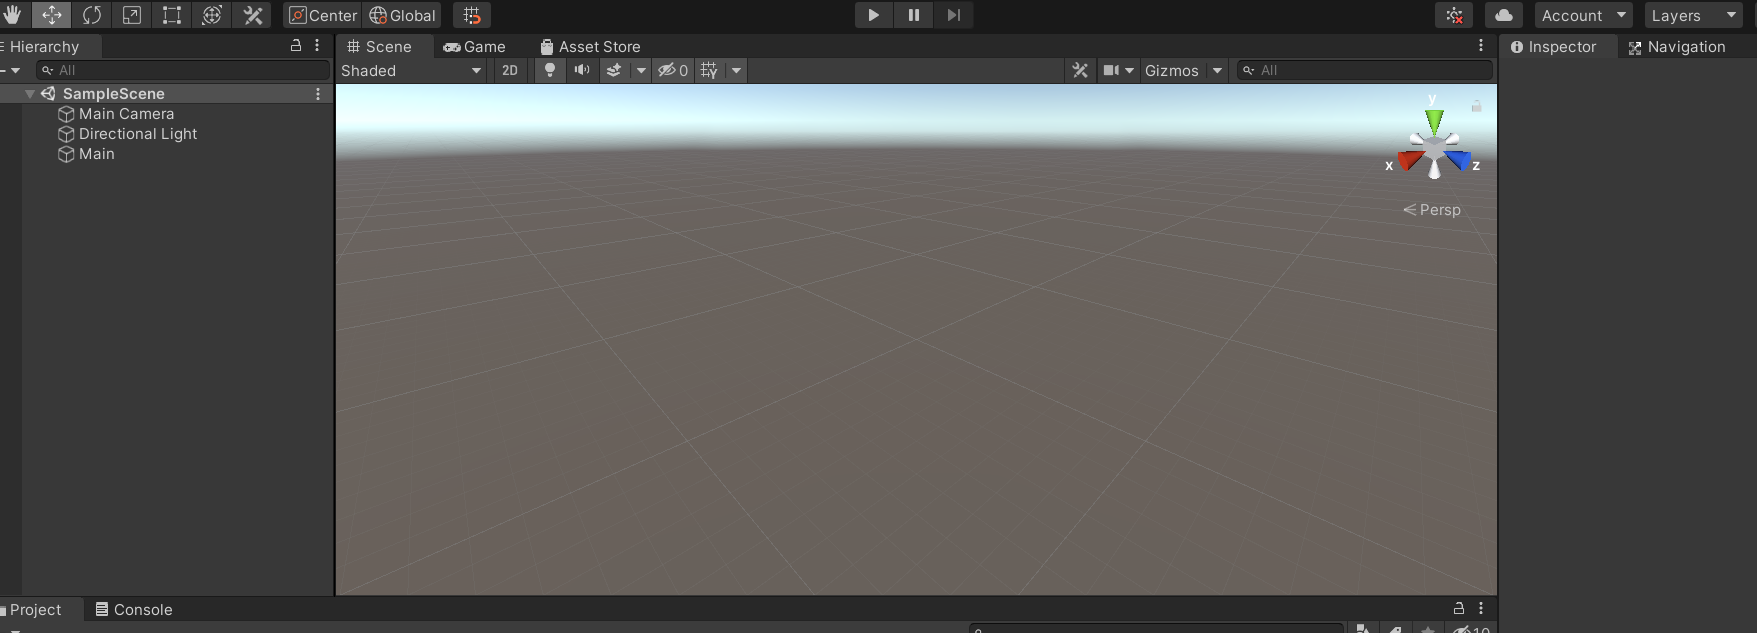 Center Global
Account Layers
Hierarchy
All
SampleScene
Main Camera
Directional Light
Main
Scene Game Asset Store
Shaded 2D 0 Gizmos All
y
x z
Persp
Inspector Navigation
Project Console
10